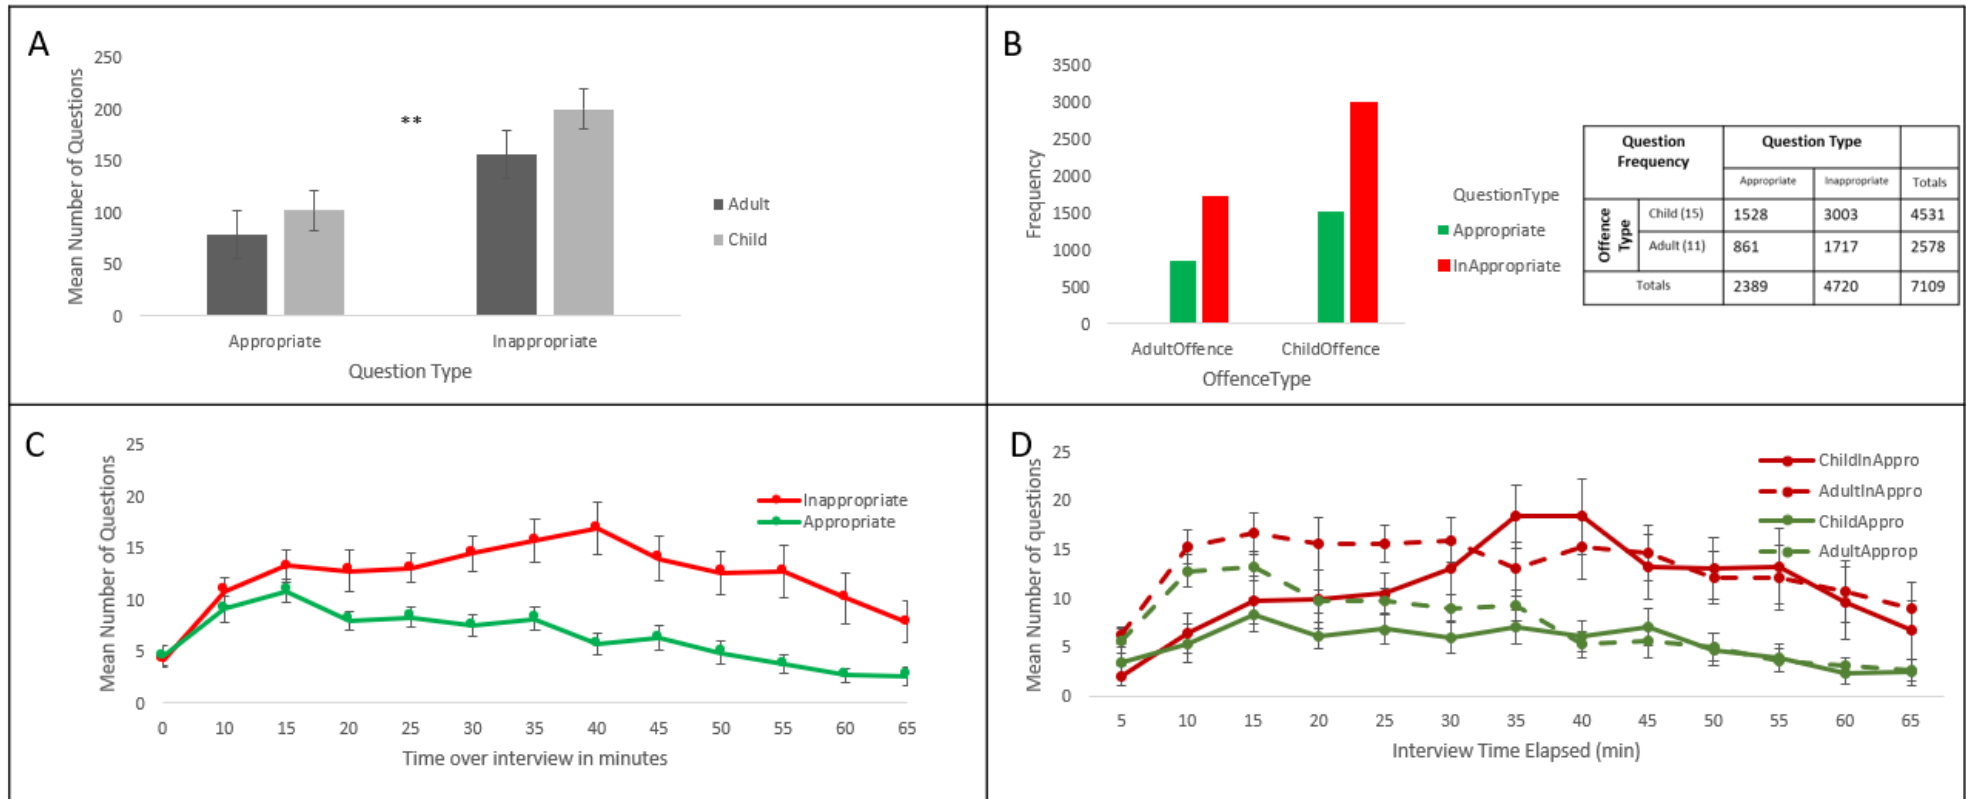 A
250
200
150
100
50
0
Mean Number of Questions
**
Adult
Child
Appropriate
Inappropriate
Question Type
B
3500
3000
2500
2000
1500
1000
500
0
Frequency
QuestionType
Appropriate
InAppropriate
AdultOffence
ChildOffence
OffenceType
Question Frequency
Question Type
Appropriate Inappropriate Totals
Offence Type
Child (15) 1528 3003 4531
Adult (11) 861 1717 2578
Totals 2389 4720 7109
C
25
20
15
10
5
0
Mean Number of Questions
Inappropriate
Appropriate
0 10 15 20 25 30 35 40 45 50 55 60 65
Time over interview in minutes
D
25
20
15
10
5
0
Mean Number of questions
ChildInAppro
AdultInAppro
ChildAppro
AdultApprop
5 10 15 20 25 30 35 40 45 50 55 60 65
Interview Time Elapsed (min)